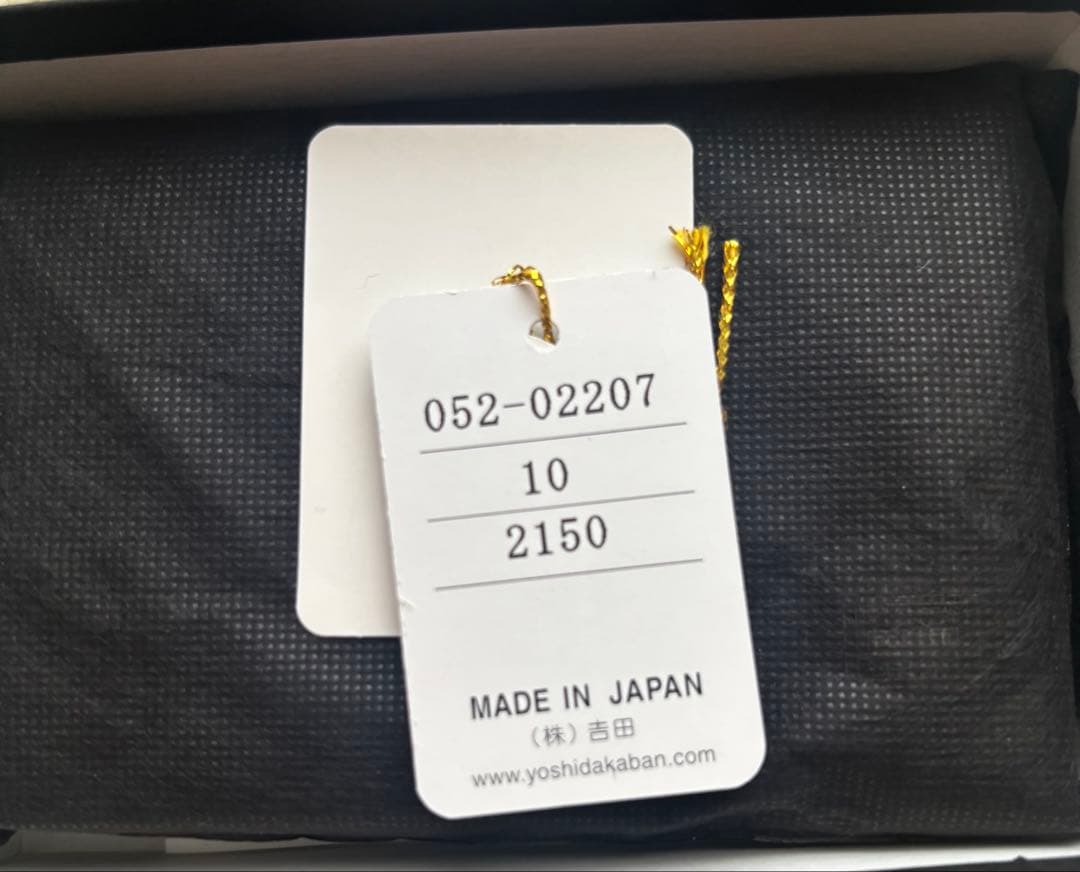 052-02207
10
2150
MADE IN JAPAN
(株)吉田
www.yoshidakaban.com